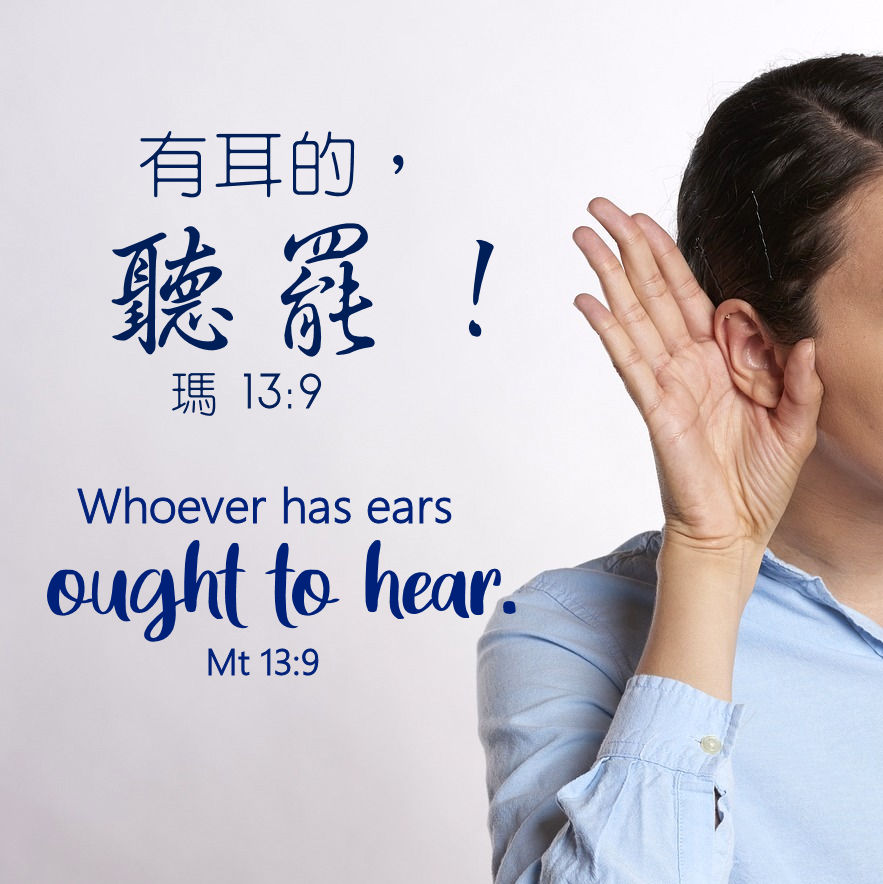 有耳的，
聽罷！
瑪 13:9
Whoever has ears
ought to hear.
Mt 13:9